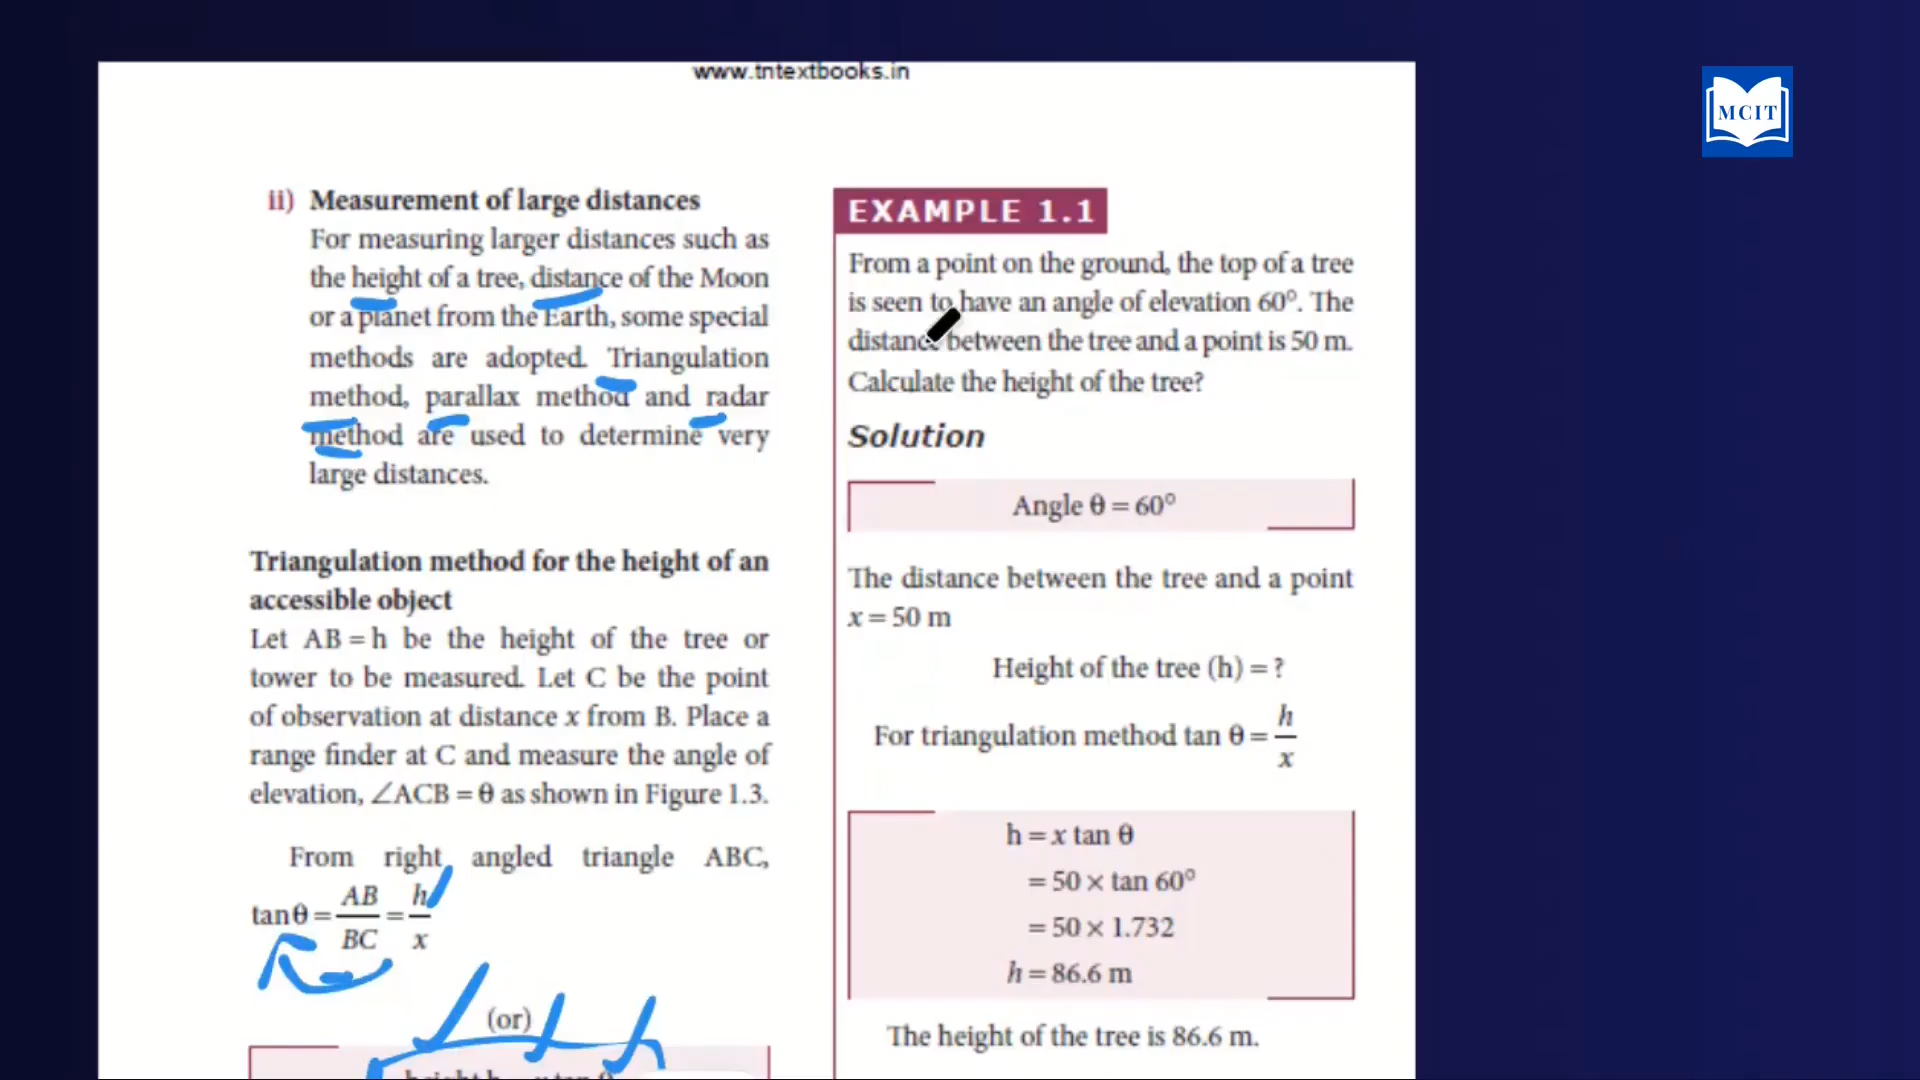 www.tntextbooks.in
MCIT
ii) Measurement of large distances
For measuring larger distances such as
the height of a tree, distance of the Moon
or a planet from the Earth, some special
methods are adopted. Triangulation
method, parallax method and radar
method are used to determine very
large distances.
Triangulation method for the height of an
accessible object
Let AB = h be the height of the tree or
tower to be measured. Let C be the point
of observation at distance x from B. Place a
range finder at C and measure the angle of
elevation, ∠ACB = θ as shown in Figure 1.3.
From right angled triangle ABC,
tanθ = AB/BC = h/x
(or)
height h = x tan θ
EXAMPLE 1.1
From a point on the ground, the top of a tree
is seen to have an angle of elevation 60°. The
distance between the tree and a point is 50 m.
Calculate the height of the tree?
Solution
Angle θ = 60°
The distance between the tree and a point
x = 50 m
Height of the tree (h) = ?
For triangulation method tan θ = h/x
h = x tan θ
= 50 × tan 60°
= 50 × 1.732
h = 86.6 m
The height of the tree is 86.6 m.